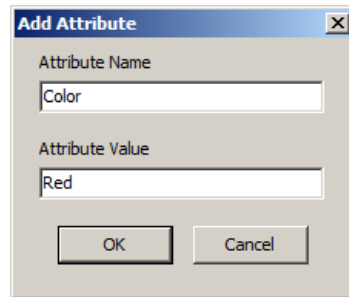 Add Attribute
Attribute Name
Color
Attribute Value
Red
OK Cancel